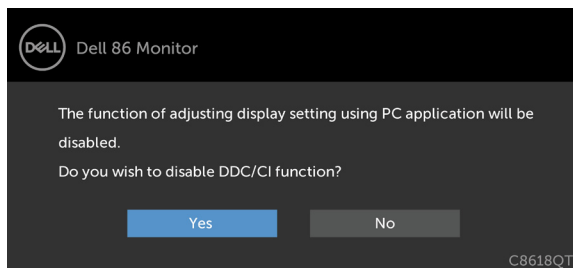 DELL
Dell 86 Monitor
The function of adjusting display setting using PC application will be
disabled.
Do you wish to disable DDC/CI function?
Yes No
C8618QT